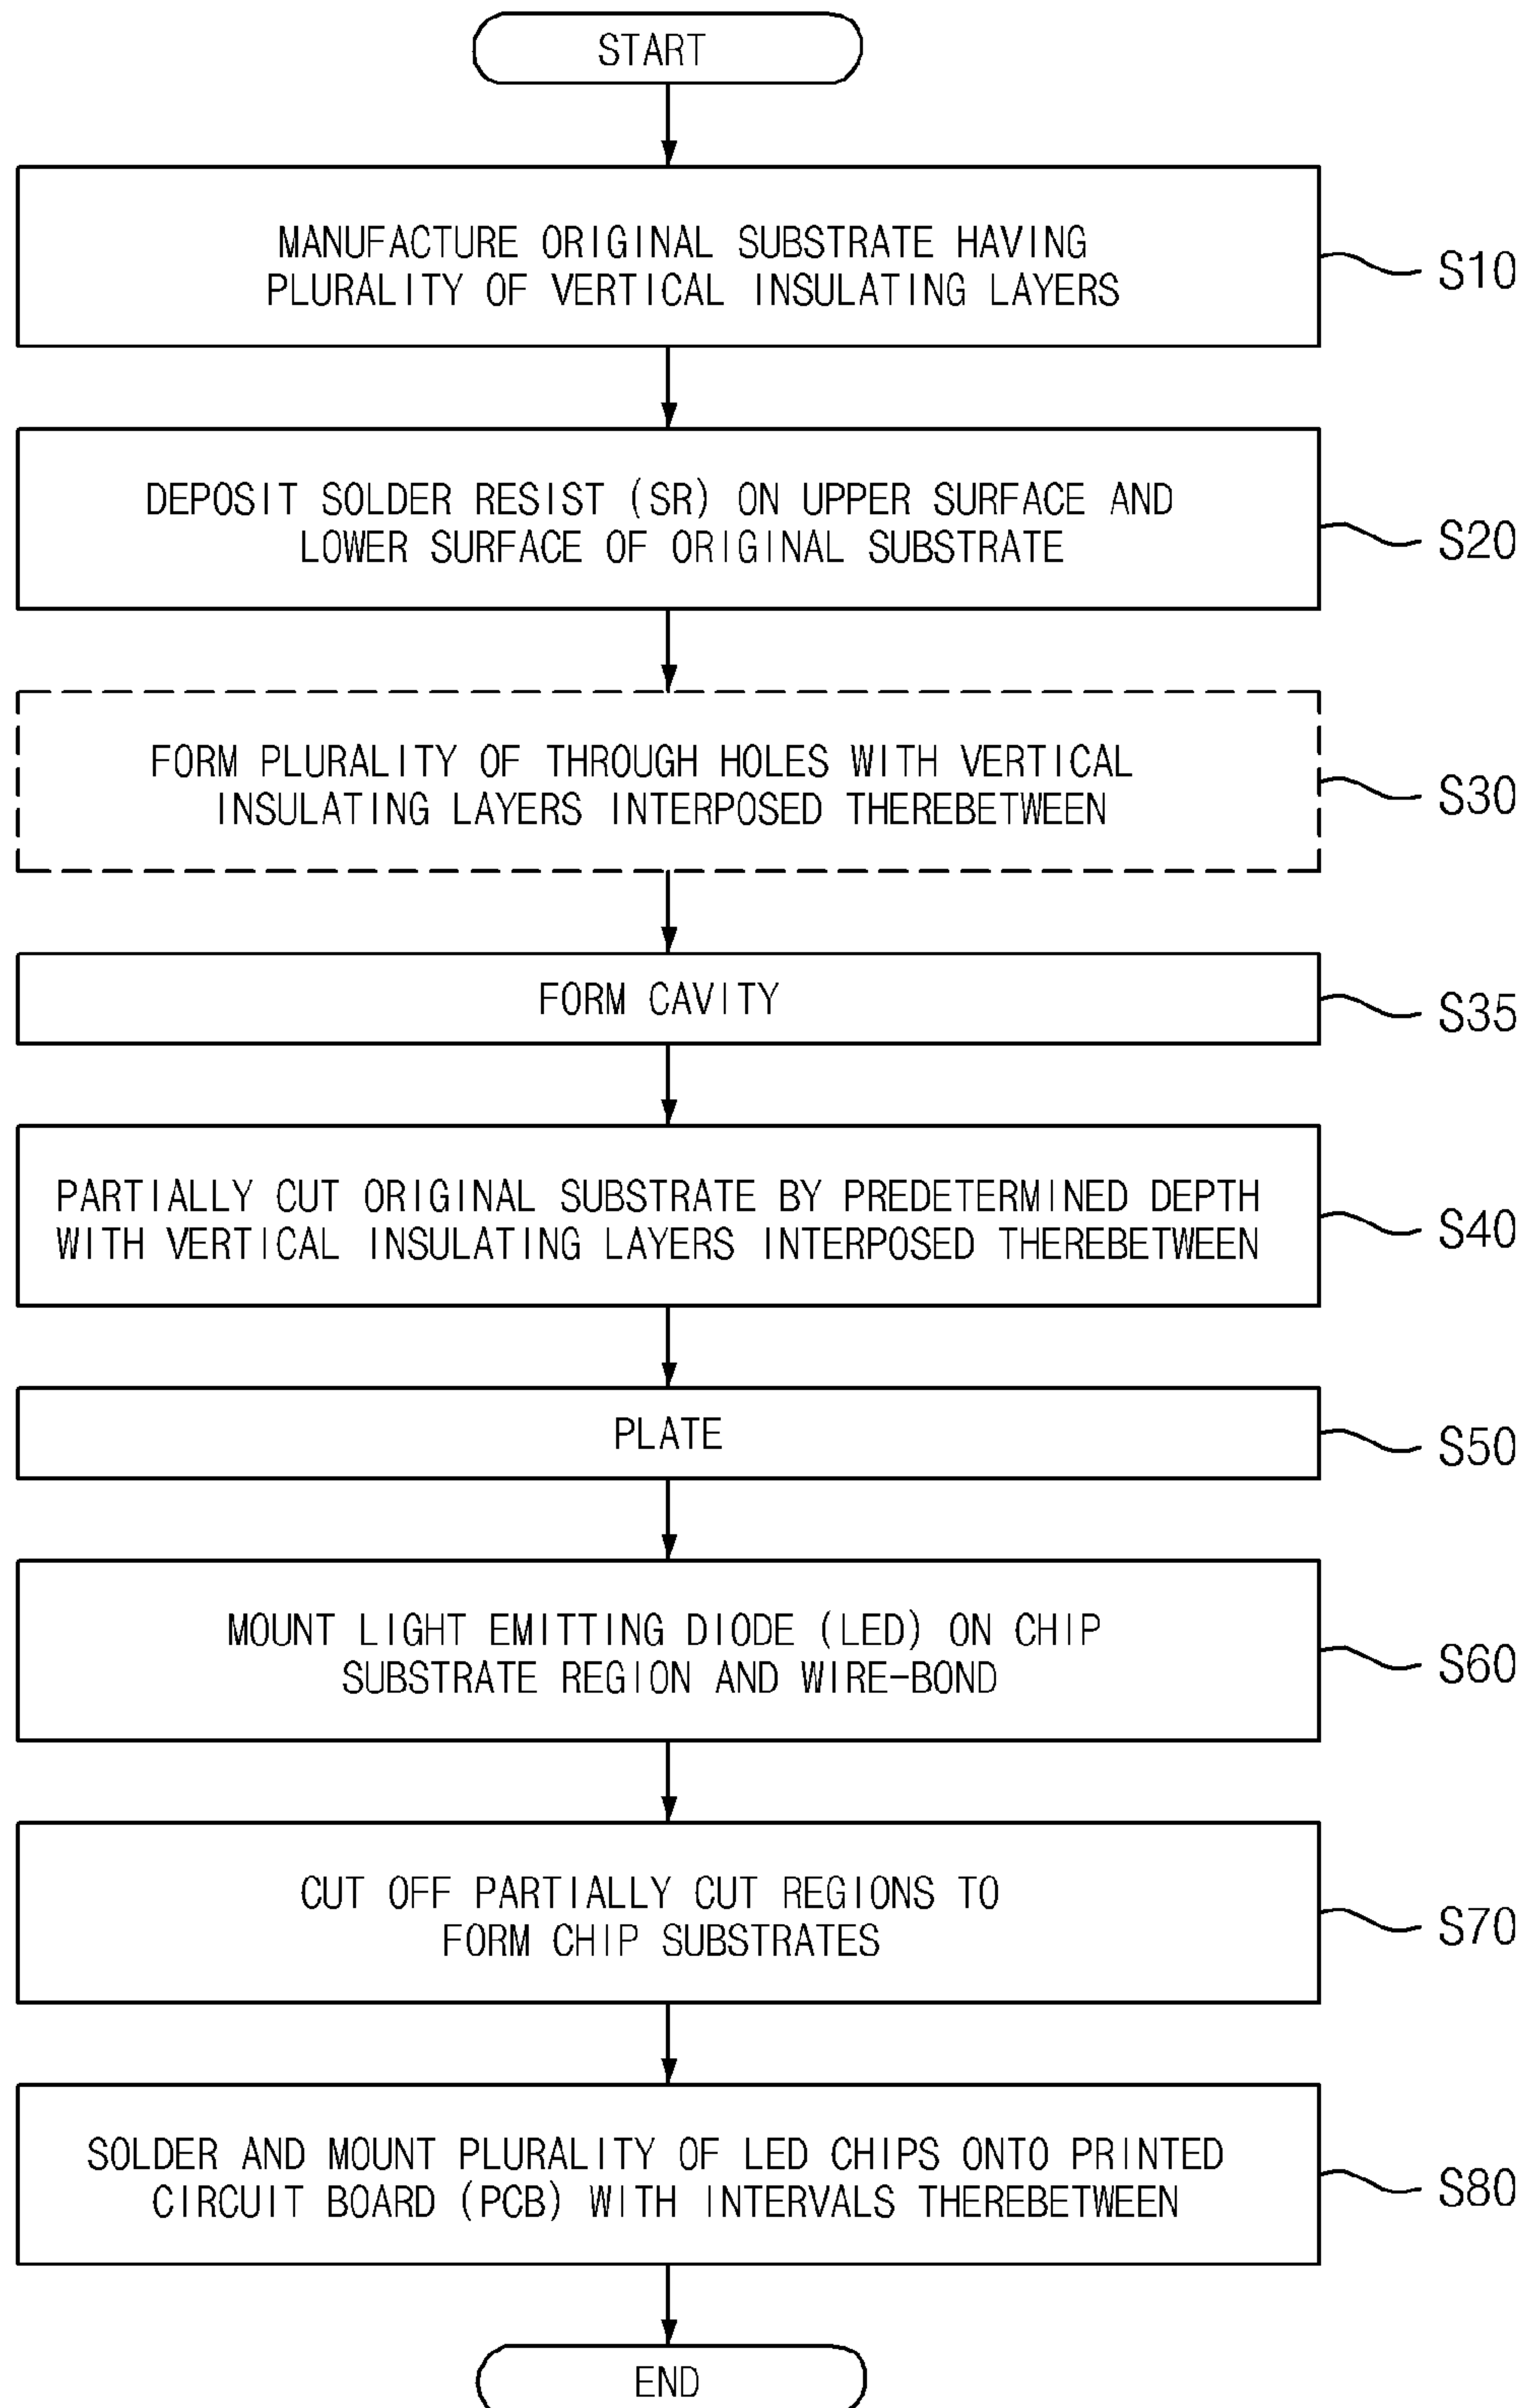 START
MANUFACTURE ORIGINAL SUBSTRATE HAVING
PLURALITY OF VERTICAL INSULATING LAYERS
S10
DEPOSIT SOLDER RESIST (SR) ON UPPER SURFACE AND
LOWER SURFACE OF ORIGINAL SUBSTRATE
S20
FORM PLURALITY OF THROUGH HOLES WITH VERTICAL
INSULATING LAYERS INTERPOSED THEREBETWEEN
S30
FORM CAVITY
S35
PARTIALLY CUT ORIGINAL SUBSTRATE BY PREDETERMINED DEPTH
WITH VERTICAL INSULATING LAYERS INTERPOSED THEREBETWEEN
S40
PLATE
S50
MOUNT LIGHT EMITTING DIODE (LED) ON CHIP
SUBSTRATE REGION AND WIRE-BOND
S60
CUT OFF PARTIALLY CUT REGIONS TO
FORM CHIP SUBSTRATES
S70
SOLDER AND MOUNT PLURALITY OF LED CHIPS ONTO PRINTED
CIRCUIT BOARD (PCB) WITH INTERVALS THEREBETWEEN
S80
END